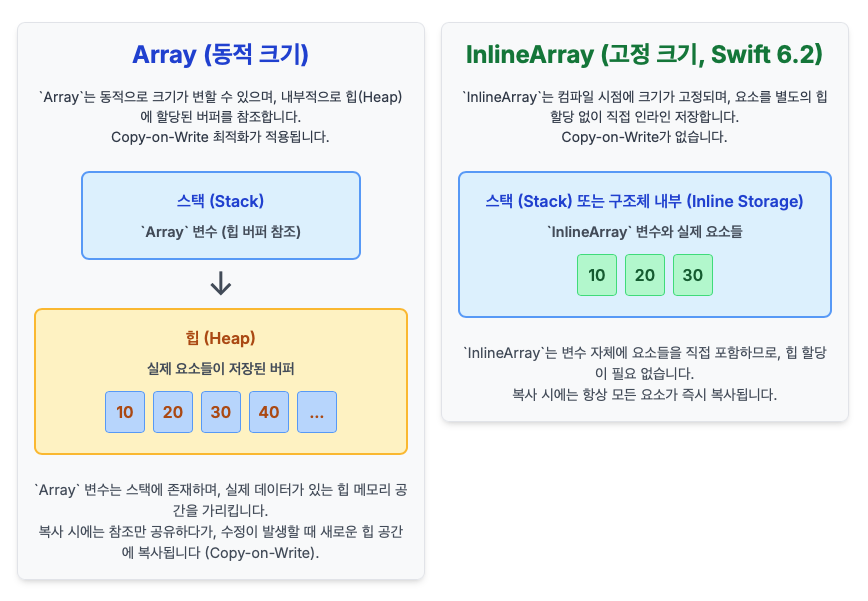 Array (동적 크기)
`Array`는 동적으로 크기가 변할 수 있으며, 내부적으로 힙(Heap)
에 할당된 버퍼를 참조합니다.
Copy-on-Write 최적화가 적용됩니다.
스택 (Stack)
`Array` 변수 (힙 버퍼 참조)
힙 (Heap)
실제 요소들이 저장된 버퍼
10 20 30 40 ...
`Array` 변수는 스택에 존재하며, 실제 데이터가 있는 힙 메모리 공
간을 가리킵니다.
복사 시에는 참조만 공유하다가, 수정이 발생할 때 새로운 힙 공간
에 복사됩니다 (Copy-on-Write).
InlineArray (고정 크기, Swift 6.2)
`InlineArray`는 컴파일 시점에 크기가 고정되며, 요소를 별도의 힙
할당 없이 직접 인라인 저장합니다.
Copy-on-Write가 없습니다.
스택 (Stack) 또는 구조체 내부 (Inline Storage)
`InlineArray` 변수와 실제 요소들
10 20 30
`InlineArray`는 변수 자체에 요소들을 직접 포함하므로, 힙 할당
이 필요 없습니다.
복사 시에는 항상 모든 요소가 즉시 복사됩니다.